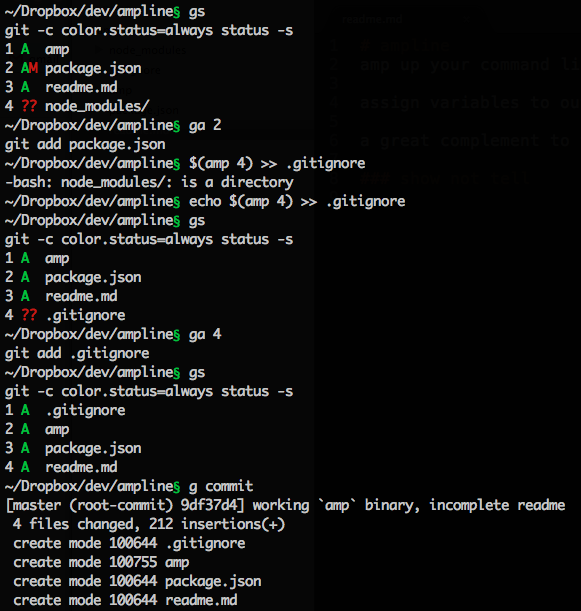 ~/Dropbox/dev/ampline§ gs
git -c color.status=always status -s
1 A  amp
2 AM package.json
3 A  readme.md
4 ?? node_modules/
~/Dropbox/dev/ampline§ ga 2
git add package.json
~/Dropbox/dev/ampline§ $(amp 4) >> .gitignore
-bash: node_modules/: is a directory
~/Dropbox/dev/ampline§ echo $(amp 4) >> .gitignore
~/Dropbox/dev/ampline§ gs
git -c color.status=always status -s
1 A  amp
2 A  package.json
3 A  readme.md
4 ?? .gitignore
~/Dropbox/dev/ampline§ ga 4
git add .gitignore
~/Dropbox/dev/ampline§ gs
git -c color.status=always status -s
1 A  .gitignore
2 A  amp
3 A  package.json
4 A  readme.md
~/Dropbox/dev/ampline§ g commit
[master (root-commit) 9df37d4] working `amp` binary, incomplete readme
 4 files changed, 212 insertions(+)
 create mode 100644 .gitignore
 create mode 100755 amp
 create mode 100644 package.json
 create mode 100644 readme.md
readme.md
amp up your command li
assign variables to ou
a great complement to